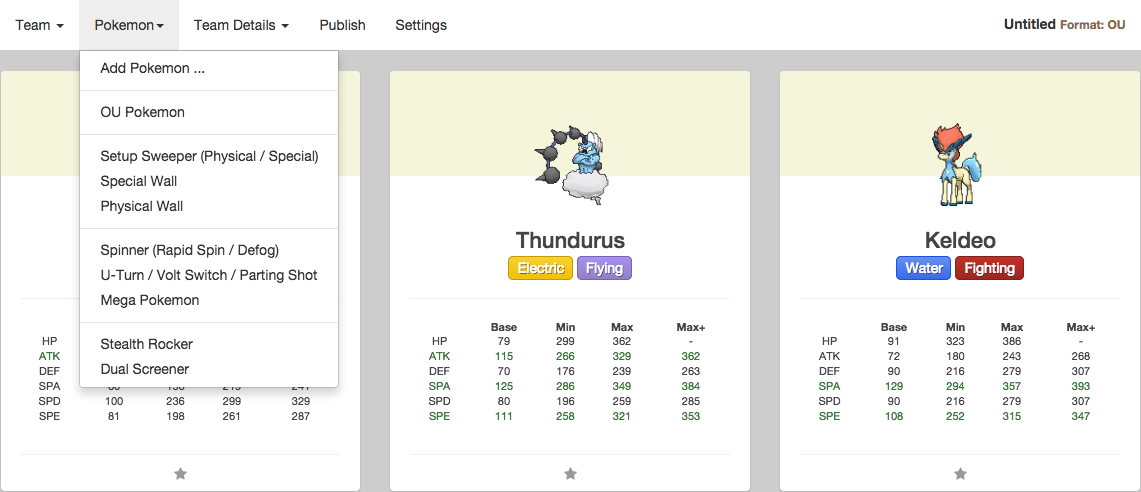 Team Pokemon Team Details Publish Settings Untitled Format: OU
Add Pokemon ...
OU Pokemon
Setup Sweeper (Physical / Special)
Special Wall
Physical Wall
Spinner (Rapid Spin / Defog)
U-Turn / Volt Switch / Parting Shot
Mega Pokemon
Stealth Rocker
Dual Screener
HP
ATK
DEF
SPA
SPD 100 236 299 329
SPE 81 198 261 287
Thundurus
Electric Flying
Base Min Max Max+
HP 79 299 362 -
ATK 115 266 329 362
DEF 70 176 239 263
SPA 125 286 349 384
SPD 80 196 259 285
SPE 111 258 321 353
Keldeo
Water Fighting
Base Min Max Max+
HP 91 323 386 -
ATK 72 180 243 268
DEF 90 216 279 307
SPA 129 294 357 393
SPD 90 216 279 307
SPE 108 252 315 347